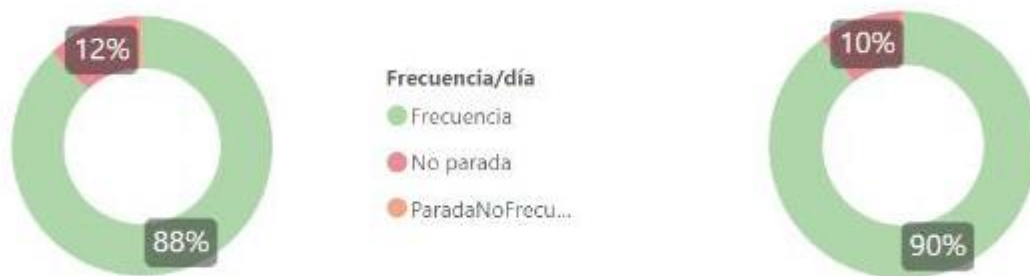 12%
88%
Frecuencia/día
Frecuencia
No parada
ParadaNoFrecu...
10%
90%